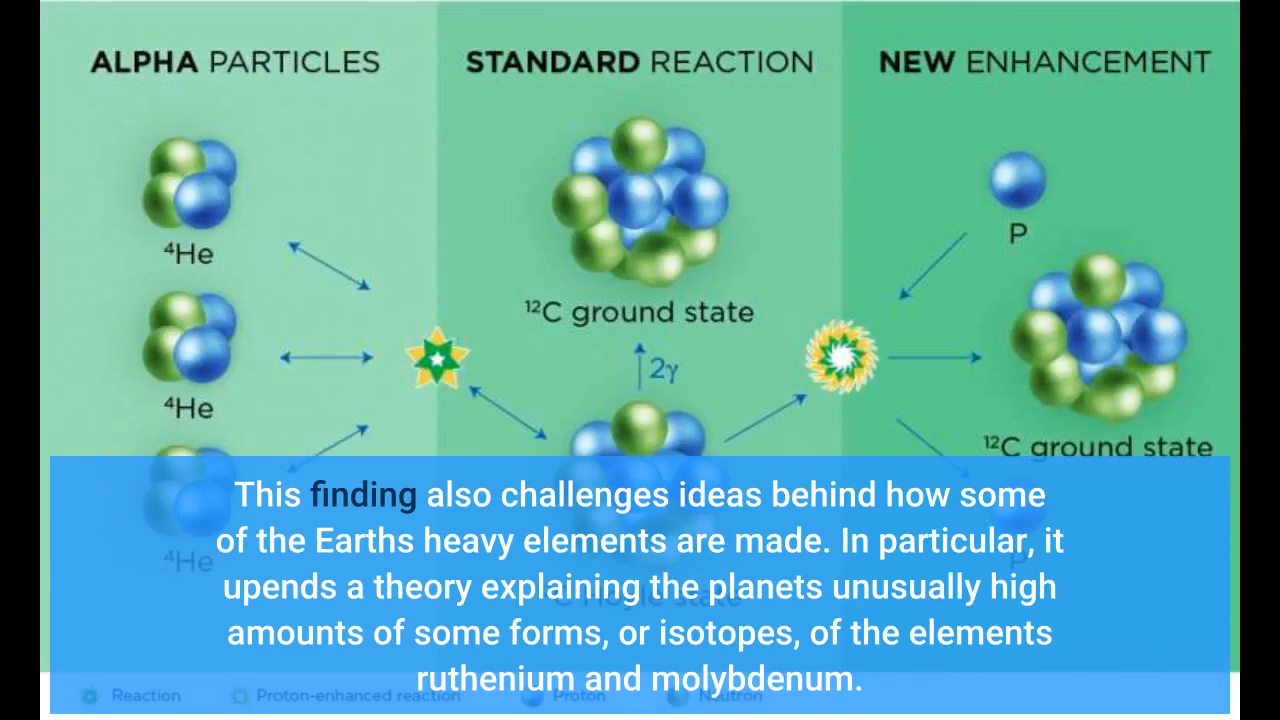 ALPHA PARTICLES
STANDARD REACTION
NEW ENHANCEMENT
⁴He
⁴He
⁴He
¹²C ground state
2γ
P
¹²C ground state
P
Hoyle state
This finding also challenges ideas behind how some
of the Earths heavy elements are made. In particular, it
upends a theory explaining the planets unusually high
amounts of some forms, or isotopes, of the elements
ruthenium and molybdenum.
Reaction
Proton-enhanced reaction
Proton
Neutron